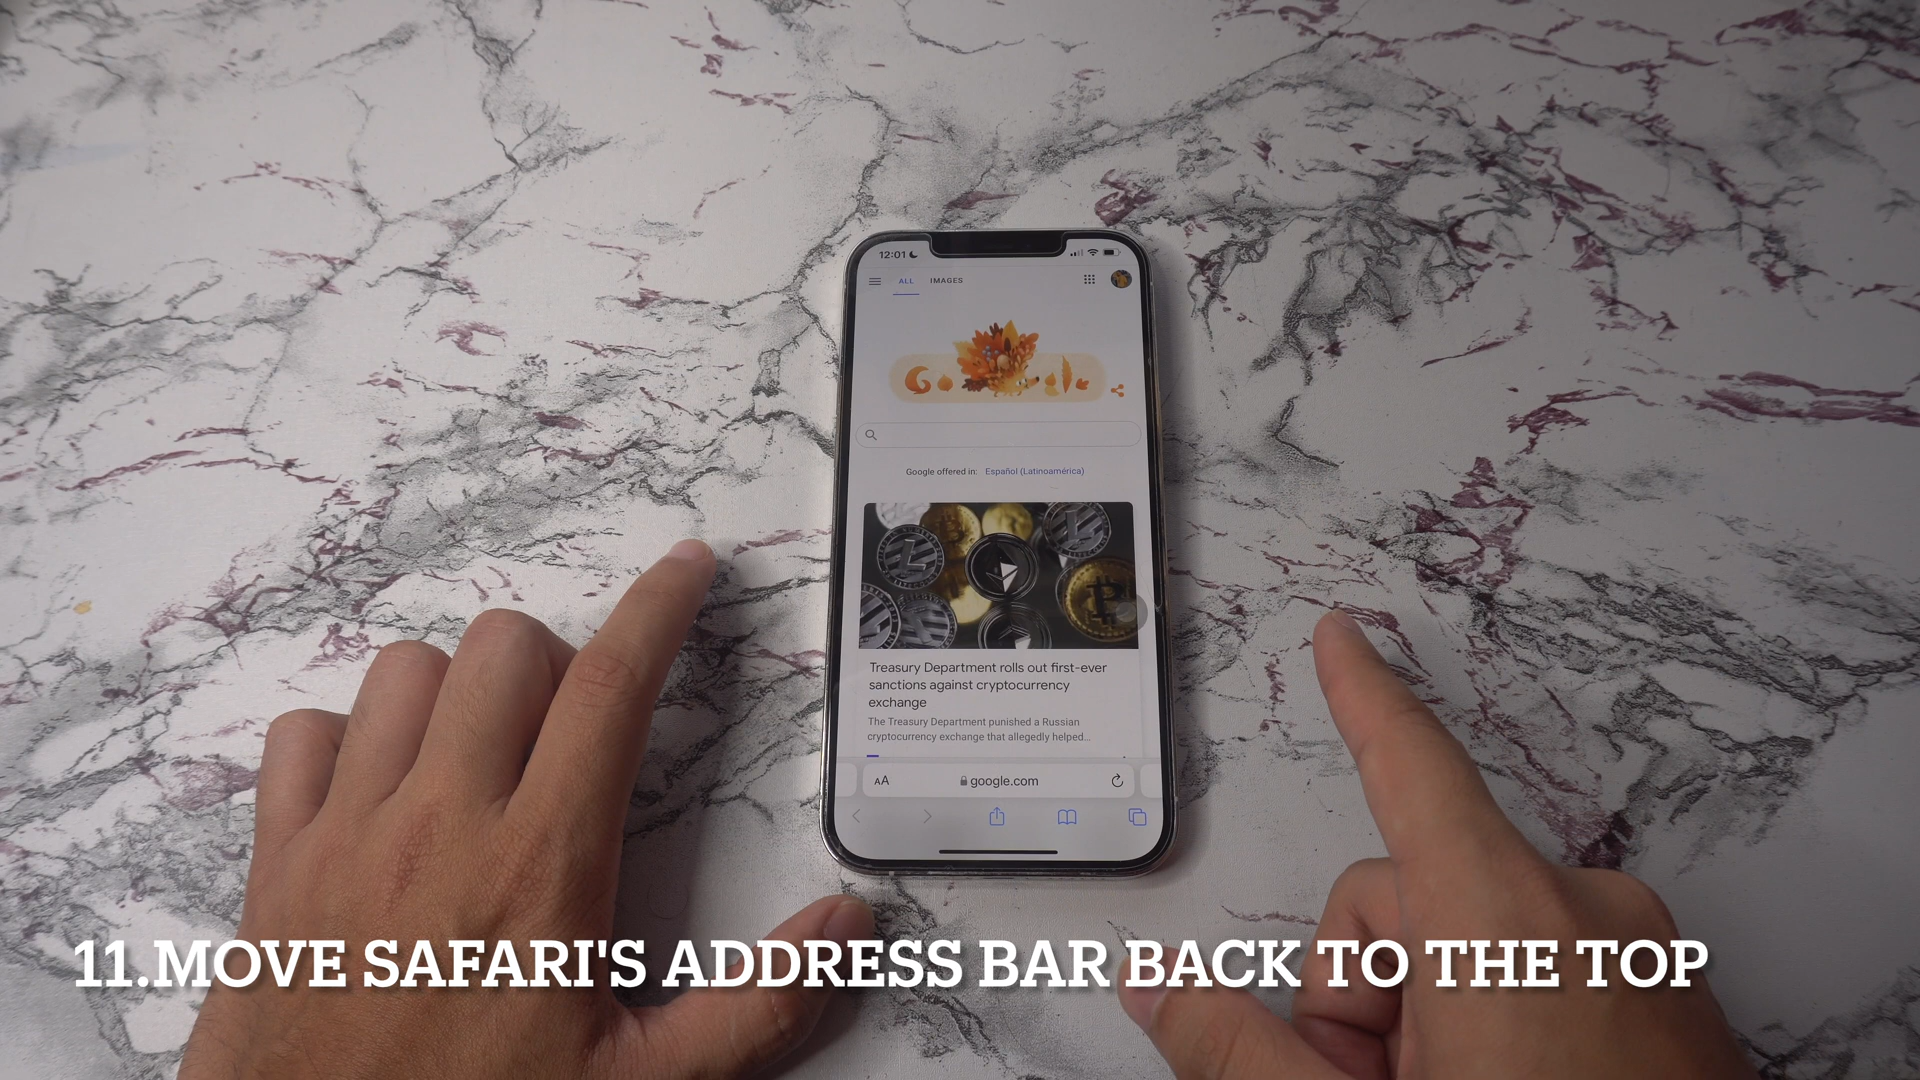 12:01
ALL IMAGES
Google offered in: Español (Latinoamérica)
Treasury Department rolls out first-ever
sanctions against cryptocurrency
exchange
The Treasury Department punished a Russian
cryptocurrency exchange that allegedly helped...
AA google.com
11.MOVE SAFARI'S ADDRESS BAR BACK TO THE TOP